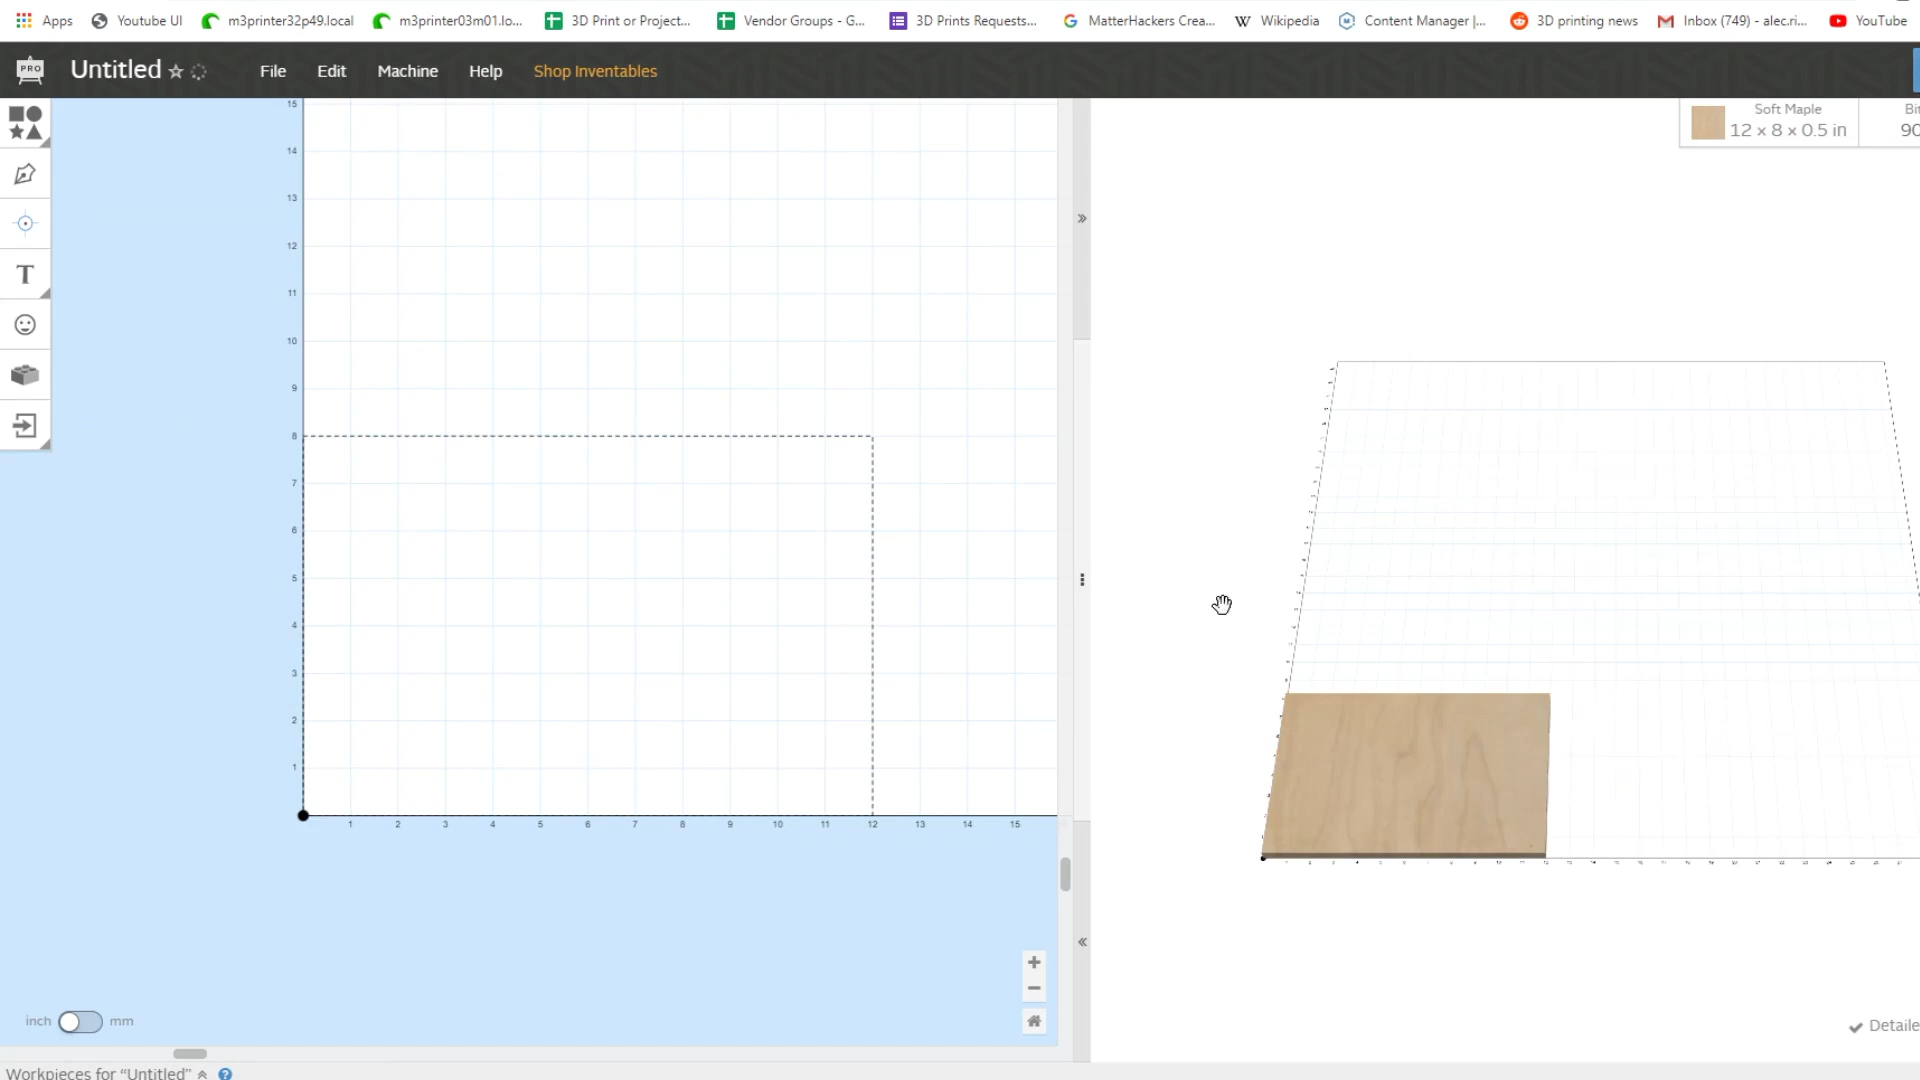 Apps Youtube UI m3printer32p49.local m3printer03m01.lo... 3D Print or Project... Vendor Groups - G... 3D Prints Requests... MatterHackers Crea... Wikipedia Content Manager |... 3D printing news Inbox (749) - alec.ri... YouTube
PRO Untitled File Edit Machine Help Shop Inventables
Soft Maple
12 × 8 × 0.5 in
Bit
90
T
15
14
13
12
11
10
9
8
7
6
5
4
3
2
1
1 2 3 4 5 6 7 8 9 10 11 12 13 14 15
inch mm
Detaile
Workpieces for “Untitled” ?